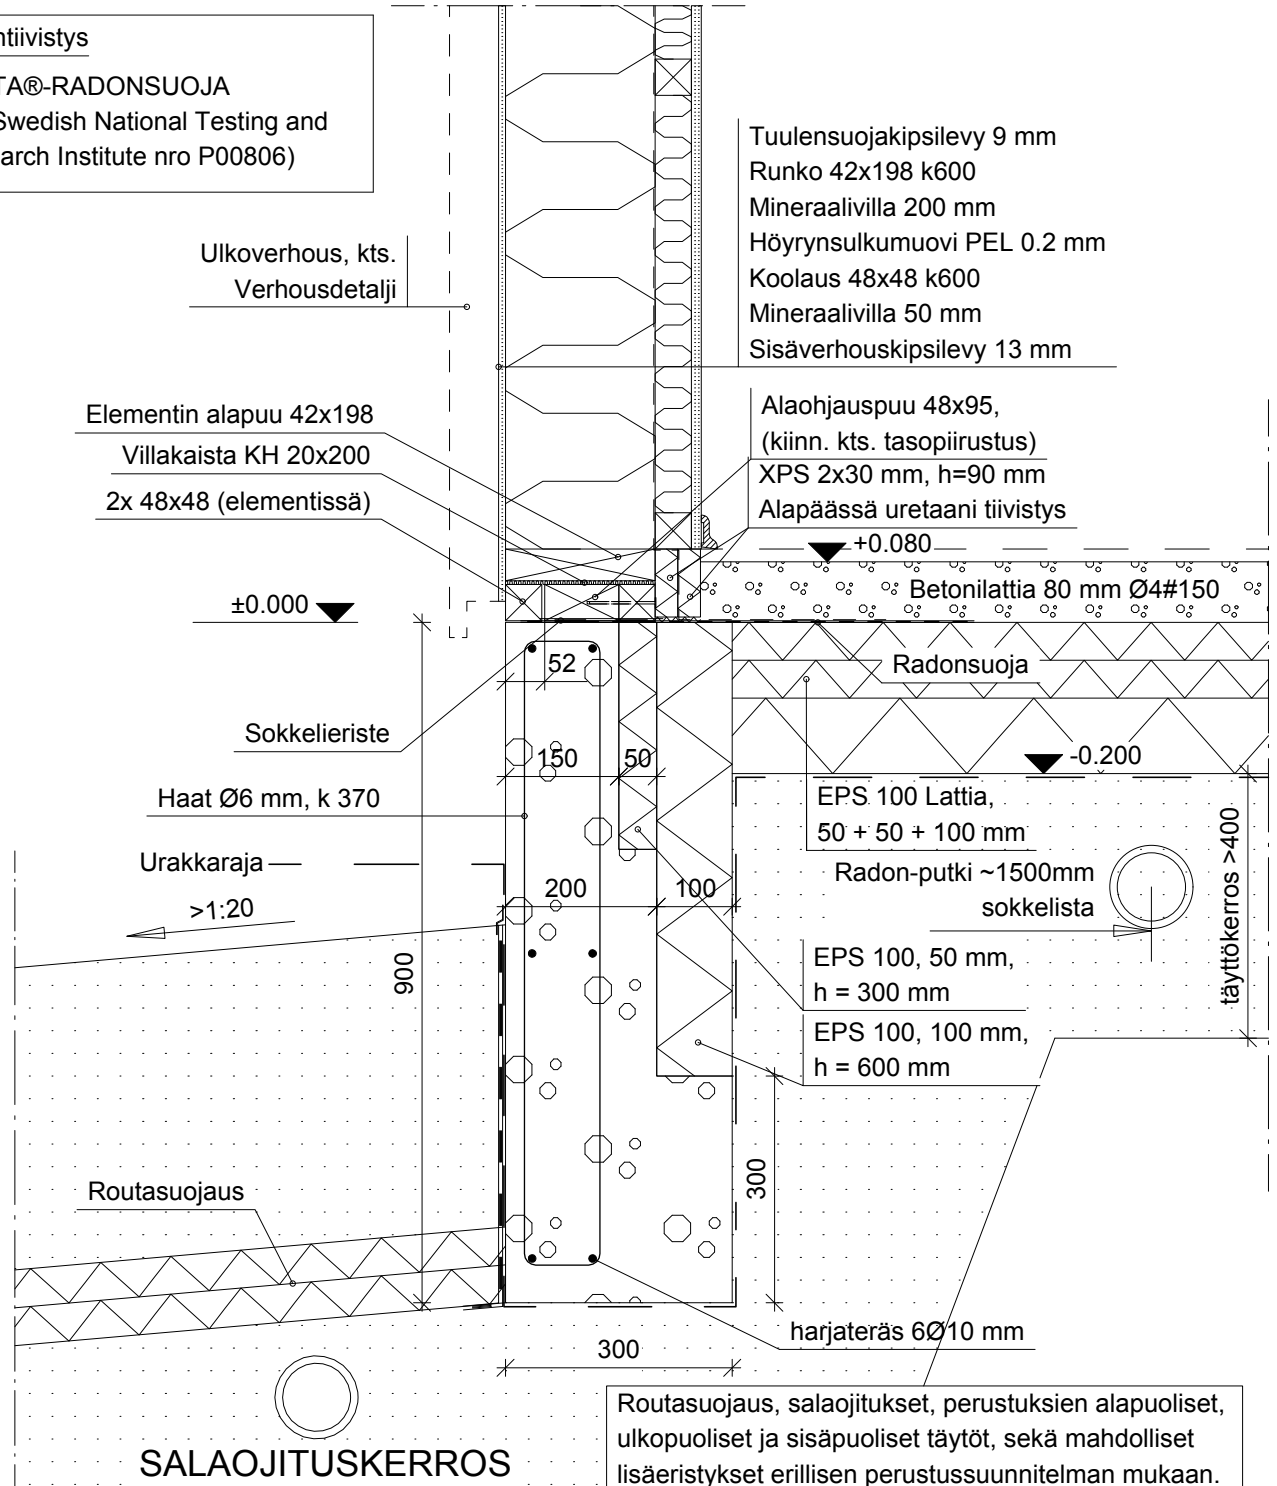 ntiivistys
TA®-RADONSUOJA
Swedish National Testing and
arch Institute nro P00806)
Tuulensuojakipsilevy 9 mm
Runko 42x198 k600
Mineraalivilla 200 mm
Höyrynsulkumuovi PEL 0.2 mm
Koolaus 48x48 k600
Mineraalivilla 50 mm
Sisäverhouskipsilevy 13 mm
Ulkoverhous, kts.
Verhousdetalji
Elementin alapuu 42x198
Villakaista KH 20x200
2x 48x48 (elementissä)
Alaohjauspuu 48x95,
(kiinn. kts. tasopiirustus)
XPS 2x30 mm, h=90 mm
Alapäässä uretaani tiivistys
+0.080
Betonilattia 80 mm Ø4#150
±0.000
52
Radonsuoja
Sokkelieriste
150
50
-0.200
Haat Ø6 mm, k 370
EPS 100 Lattia,
50 + 50 + 100 mm
Urakkaraja
>1:20
200
100
Radon-putki ~1500mm
sokkelista
täyttökerros >400
900
EPS 100, 50 mm,
h = 300 mm
EPS 100, 100 mm,
h = 600 mm
300
Routasuojaus
harjateräs 6Ø10 mm
300
SALAOJITUSKERROS
Routasuojaus, salaojitukset, perustuksien alapuoliset,
ulkopuoliset ja sisäpuoliset täytöt, sekä mahdolliset
lisäeristykset erillisen perustussuunnitelman mukaan.